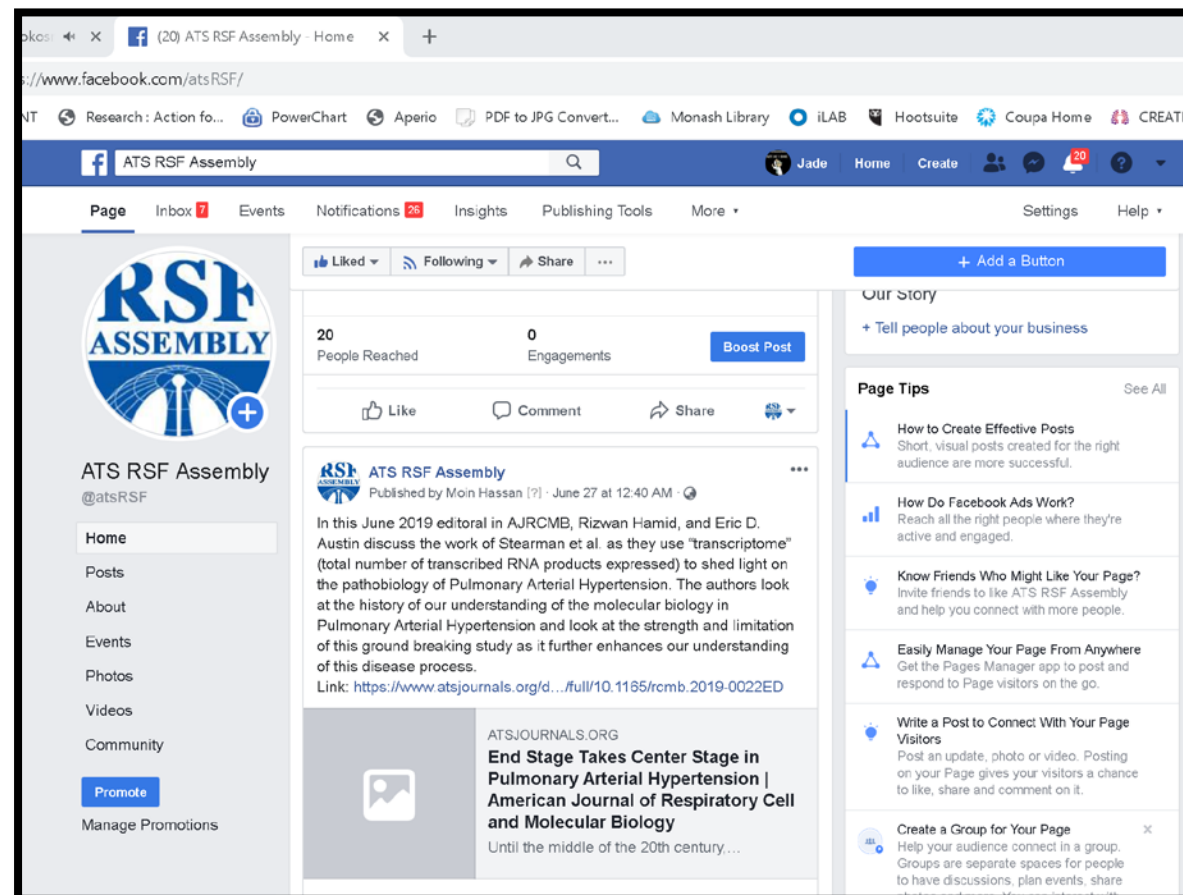 (20) ATS RSF Assembly - Home
://www.facebook.com/atsRSF/
Research : Action fo... PowerChart Aperio PDF to JPG Convert... Monash Library iLAB Hootsuite Coupa Home
ATS RSF Assembly
Jade Home Create 20
Page Inbox 7 Events Notifications 26 Insights Publishing Tools More Settings Help
RSF
ASSEMBLY
ATS RSF Assembly
@atsRSF
Home
Posts
About
Events
Photos
Videos
Community
Promote
Manage Promotions
Liked Following Share ...
20
People Reached
0
Engagements
Boost Post
Like Comment Share
RSF
ASSEMBLY
ATS RSF Assembly
Published by Moin Hassan [?] · June 27 at 12:40 AM ·
In this June 2019 editoral in AJRCMB, Rizwan Hamid, and Eric D.
Austin discuss the work of Stearman et al. as they use “transcriptome”
(total number of transcribed RNA products expressed) to shed light on
the pathobiology of Pulmonary Arterial Hypertension. The authors look
at the history of our understanding of the molecular biology in
Pulmonary Arterial Hypertension and look at the strength and limitation
of this ground breaking study as it further enhances our understanding
of this disease process.
Link: https://www.atsjournals.org/d.../full/10.1165/rcmb.2019-0022ED
ATSJOURNALS.ORG
End Stage Takes Center Stage in
Pulmonary Arterial Hypertension |
American Journal of Respiratory Cell
and Molecular Biology
Until the middle of the 20th century,...
+ Add a Button
Our Story
+ Tell people about your business
Page Tips See All
How to Create Effective Posts
Short, visual posts created for the right
audience are more successful.
How Do Facebook Ads Work?
Reach all the right people where they're
active and engaged.
Know Friends Who Might Like Your Page?
Invite friends to like ATS RSF Assembly
and help you connect with more people.
Easily Manage Your Page From Anywhere
Get the Pages Manager app to post and
respond to Page visitors on the go.
Write a Post to Connect With Your Page
Visitors
Post an update, photo or video. Posting
on your Page gives your visitors a chance
to like, share and comment on it.
Create a Group for Your Page
Help your audience connect in a group.
Groups are separate spaces for people
to have discussions, plan events, share